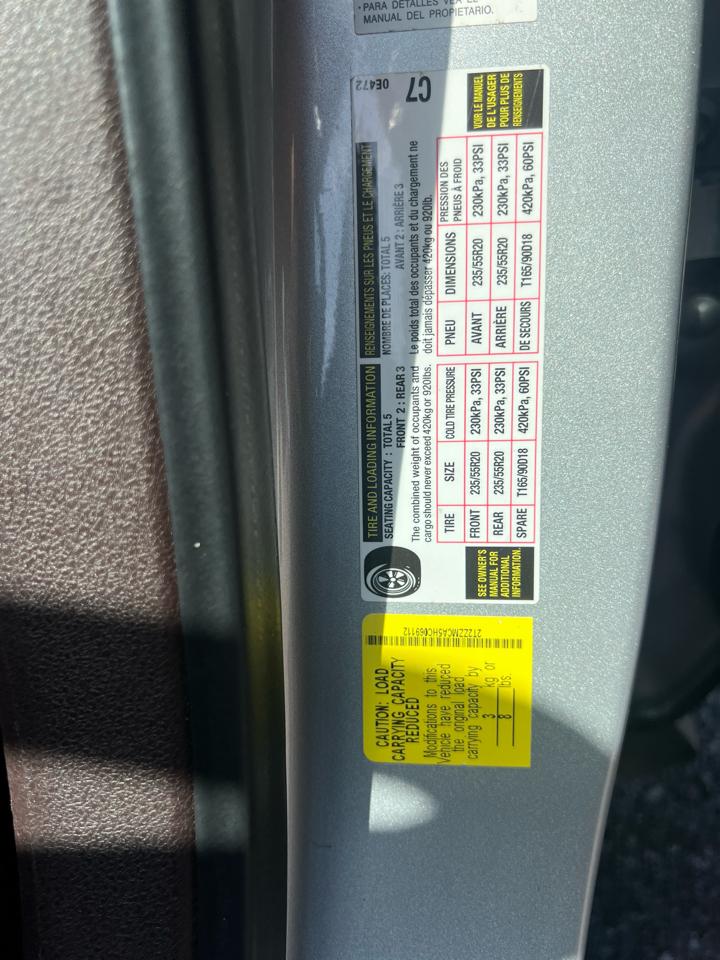 · PARA DETALLES VEA EL
MANUAL DEL PROPIETARIO.
TIRE AND LOADING INFORMATION
SEATING CAPACITY : TOTAL 5
FRONT 2 : REAR 3
The combined weight of occupants and
cargo should never exceed 420kg or 920lbs.
TIRE SIZE COLD TIRE PRESSURE
FRONT 235/55R20 230kPa, 33PSI
REAR 235/55R20 230kPa, 33PSI
SPARE T165/90D18 420kPa, 60PSI
SEE OWNER'S
MANUAL FOR
ADDITIONAL
INFORMATION.
RENSEIGNEMENTS SUR LES PNEUS ET LE CHARGEMENT
NOMBRE DE PLACES: TOTAL 5
AVANT 2 : ARRIÈRE 3
Le poids total des occupants et du chargement ne
doit jamais dépasser 420kg ou 920lb.
PNEU DIMENSIONS PRESSION DES
PNEUS À FROID
AVANT 235/55R20 230kPa, 33PSI
ARRIÈRE 235/55R20 230kPa, 33PSI
DE SECOURS T165/90D18 420kPa, 60PSI
0E472
C7
VOIR LE MANUEL
DE L'USAGER
POUR PLUS DE
RENSEIGNEMENTS
2T2ZZMCA5HC069112
CAUTION: LOAD
CARRYING CAPACITY
REDUCED
Modifications to this
Vehicle have reduced
the original load
carrying capacity by
3 kg or
8 lbs.